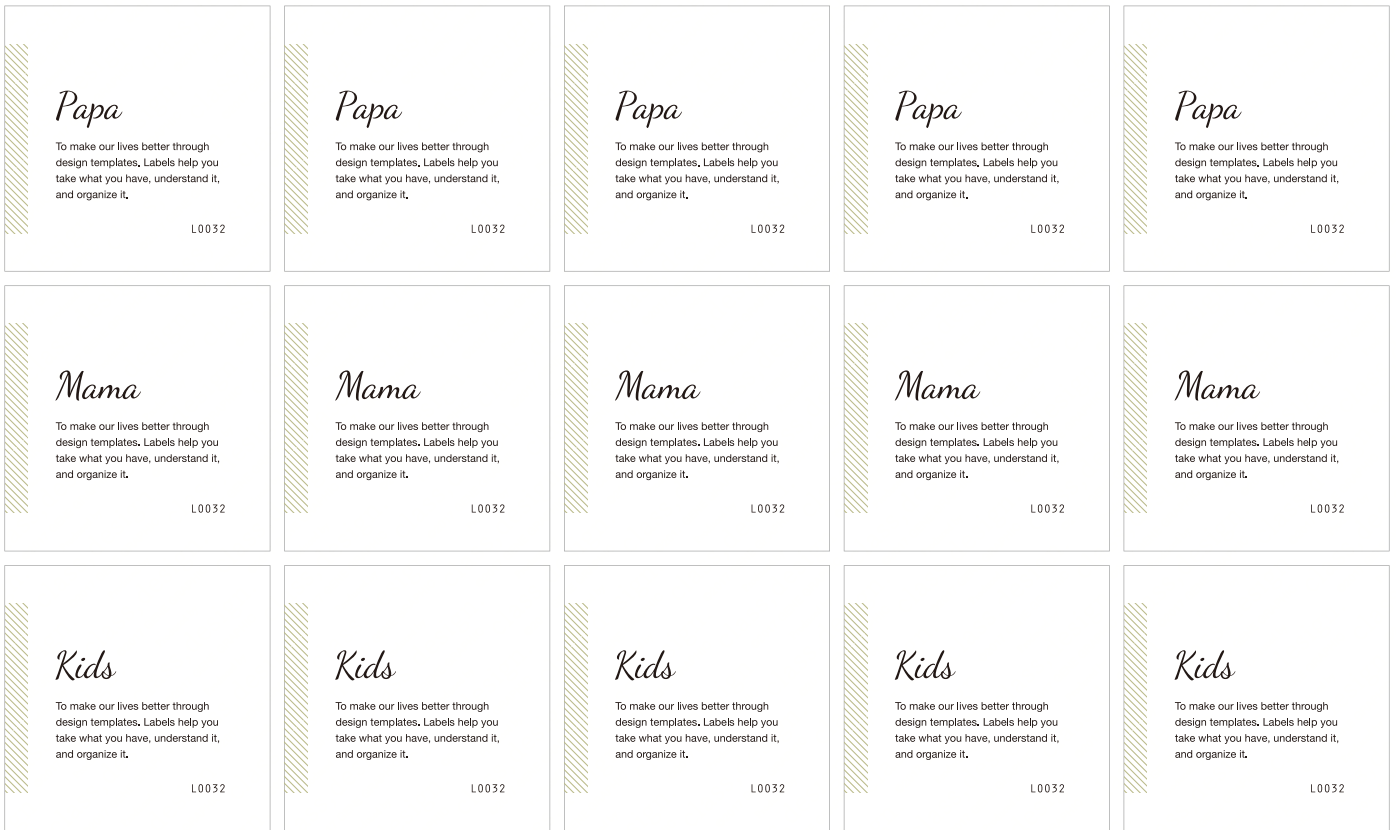 Papa
To make our lives better through
design templates. Labels help you
take what you have, understand it,
and organize it.
L0032
Papa
To make our lives better through
design templates. Labels help you
take what you have, understand it,
and organize it.
L0032
Papa
To make our lives better through
design templates. Labels help you
take what you have, understand it,
and organize it.
L0032
Papa
To make our lives better through
design templates. Labels help you
take what you have, understand it,
and organize it.
L0032
Papa
To make our lives better through
design templates. Labels help you
take what you have, understand it,
and organize it.
L0032
Mama
To make our lives better through
design templates. Labels help you
take what you have, understand it,
and organize it.
L0032
Mama
To make our lives better through
design templates. Labels help you
take what you have, understand it,
and organize it.
L0032
Mama
To make our lives better through
design templates. Labels help you
take what you have, understand it,
and organize it.
L0032
Mama
To make our lives better through
design templates. Labels help you
take what you have, understand it,
and organize it.
L0032
Mama
To make our lives better through
design templates. Labels help you
take what you have, understand it,
and organize it.
L0032
Kids
To make our lives better through
design templates. Labels help you
take what you have, understand it,
and organize it.
L0032
Kids
To make our lives better through
design templates. Labels help you
take what you have, understand it,
and organize it.
L0032
Kids
To make our lives better through
design templates. Labels help you
take what you have, understand it,
and organize it.
L0032
Kids
To make our lives better through
design templates. Labels help you
take what you have, understand it,
and organize it.
L0032
Kids
To make our lives better through
design templates. Labels help you
take what you have, understand it,
and organize it.
L0032